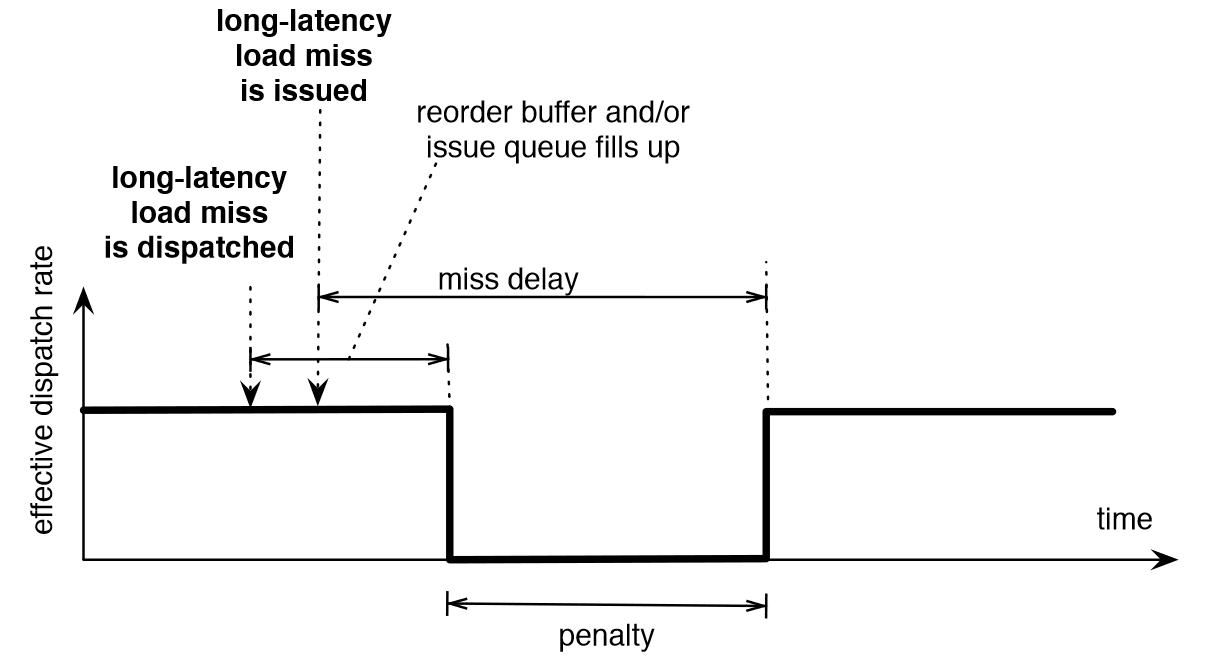 long-latency
load miss
is issued
reorder buffer and/or
issue queue fills up
long-latency
load miss
is dispatched
miss delay
effective dispatch rate
time
penalty